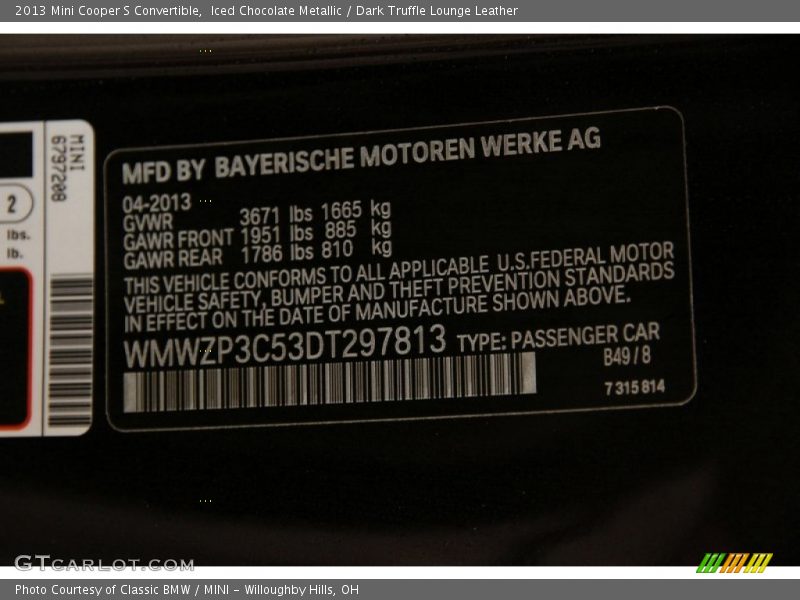 2013 Mini Cooper S Convertible,  Iced Chocolate Metallic / Dark Truffle Lounge Leather
MINI
6797208
2
lbs.
lb.
MFD BY BAYERISCHE MOTOREN WERKE AG
04-2013
GVWR 3671 lbs 1665 kg
GAWR FRONT 1951 lbs 885 kg
GAWR REAR 1786 lbs 810 kg
THIS VEHICLE CONFORMS TO ALL APPLICABLE U.S.FEDERAL MOTOR
VEHICLE SAFETY, BUMPER AND THEFT PREVENTION STANDARDS
IN EFFECT ON THE DATE OF MANUFACTURE SHOWN ABOVE.
WMWZP3C53DT297813 TYPE: PASSENGER CAR
B49/8
7315814
GTCARLOT.COM
Photo Courtesy of Classic BMW / MINI - Willoughby Hills, OH